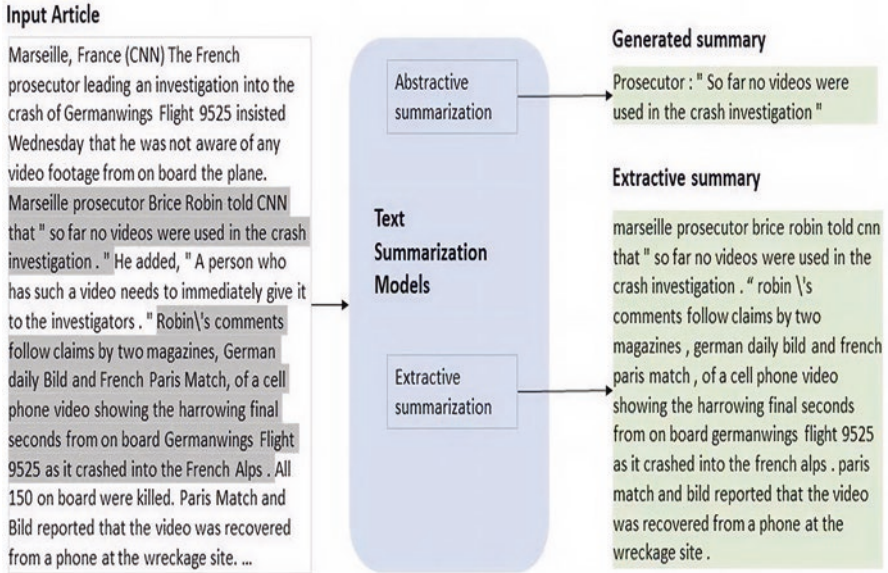 Input Article
Marseille, France (CNN) The French
prosecutor leading an investigation into the
crash of Germanwings Flight 9525 insisted
Wednesday that he was not aware of any
video footage from on board the plane.
Marseille prosecutor Brice Robin told CNN
that " so far no videos were used in the crash
investigation . " He added, " A person who
has such a video needs to immediately give it
to the investigators . " Robin\'s comments
follow claims by two magazines, German
daily Bild and French Paris Match, of a cell
phone video showing the harrowing final
seconds from on board Germanwings Flight
9525 as it crashed into the French Alps . All
150 on board were killed. Paris Match and
Bild reported that the video was recovered
from a phone at the wreckage site. ...
Abstractive
summarization
Text
Summarization
Models
Extractive
summarization
Generated summary
Prosecutor : " So far no videos were
used in the crash investigation "
Extractive summary
marseille prosecutor brice robin told cnn
that " so far no videos were used in the
crash investigation . “ robin \'s
comments follow claims by two
magazines , german daily bild and french
paris match , of a cell phone video
showing the harrowing final seconds
from on board germanwings flight 9525
as it crashed into the french alps . paris
match and bild reported that the video
was recovered from a phone at the
wreckage site .